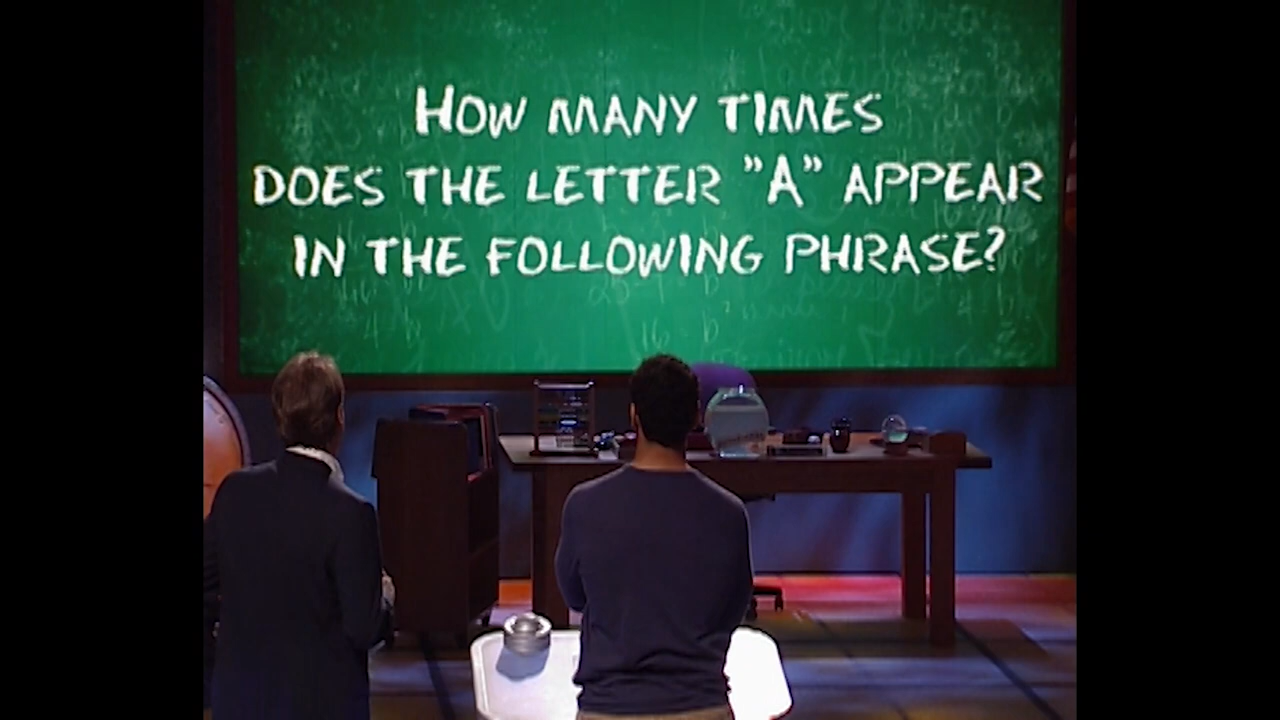 HOW MANY TIMES
DOES THE LETTER "A" APPEAR
IN THE FOLLOWING PHRASE?